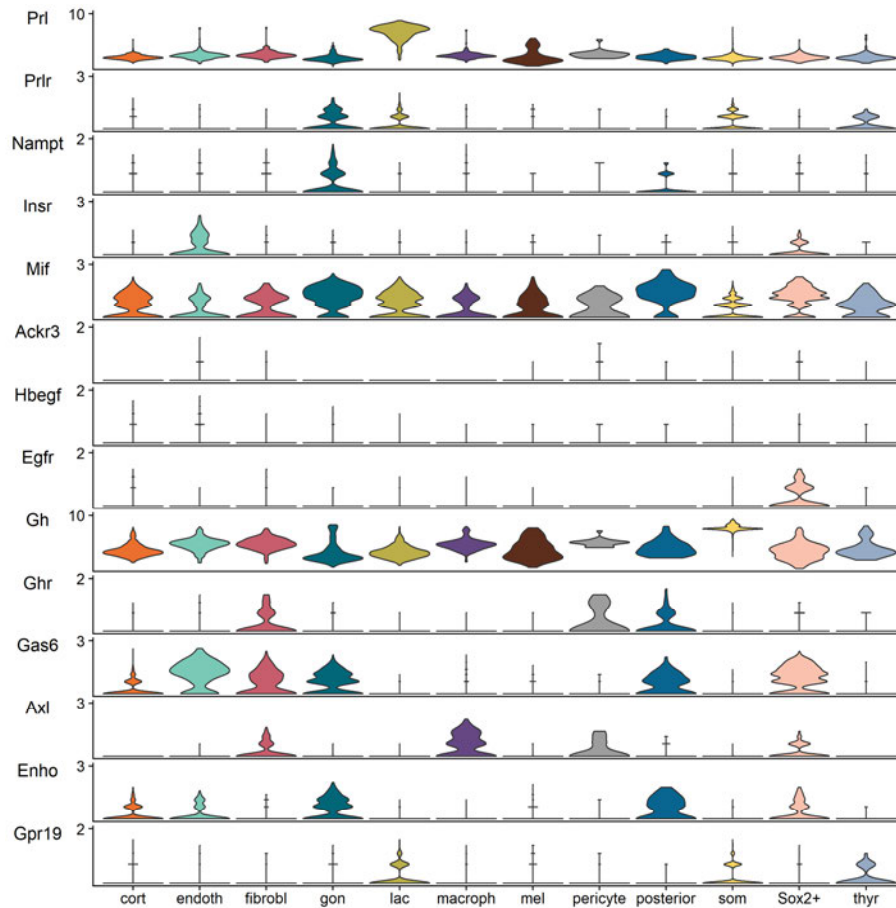 Prl 10
Prlr 3
Nampt 2
Insr 3
Mif 3
Ackr3 2
Hbegf 2
Egfr 2
Gh 10
Ghr 2
Gas6 3
Axl 3
Enho 3
Gpr19 2
cort endoth fibrobl gon lac macroph mel pericyte posterior som Sox2+ thyr